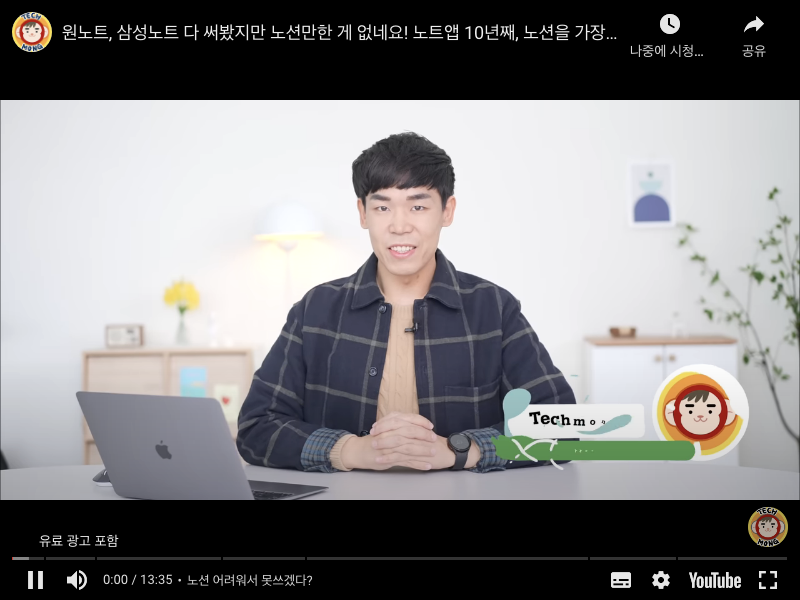 TECH
MONG
원노트, 삼성노트 다 써봤지만 노션만한 게 없네요! 노트앱 10년째, 노션을 가장...
나중에 시청...
공유
Techmo
TECH
MONG
유료 광고 포함
0:00 / 13:35 • 노션 어려워서 못쓰겠다?
YouTube